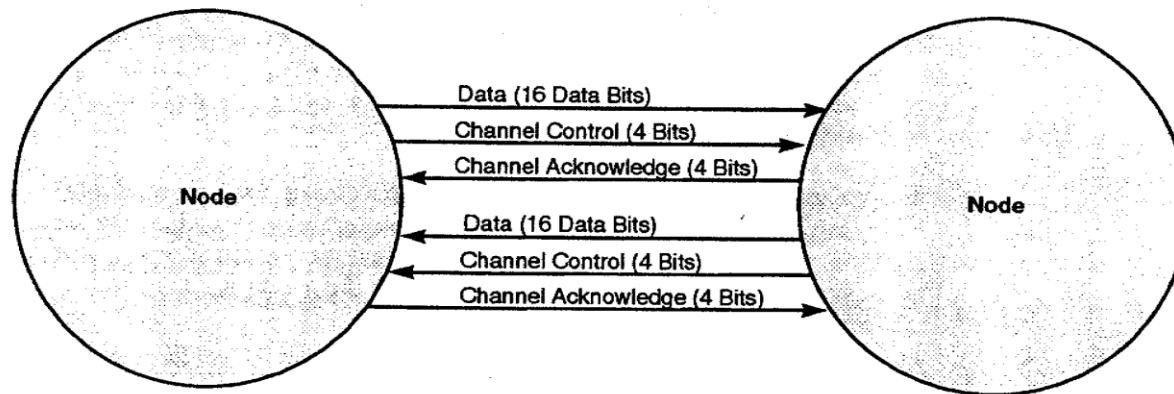 Data (16 Data Bits)
Channel Control (4 Bits)
Channel Acknowledge (4 Bits)
Node
Node
Data (16 Data Bits)
Channel Control (4 Bits)
Channel Acknowledge (4 Bits)